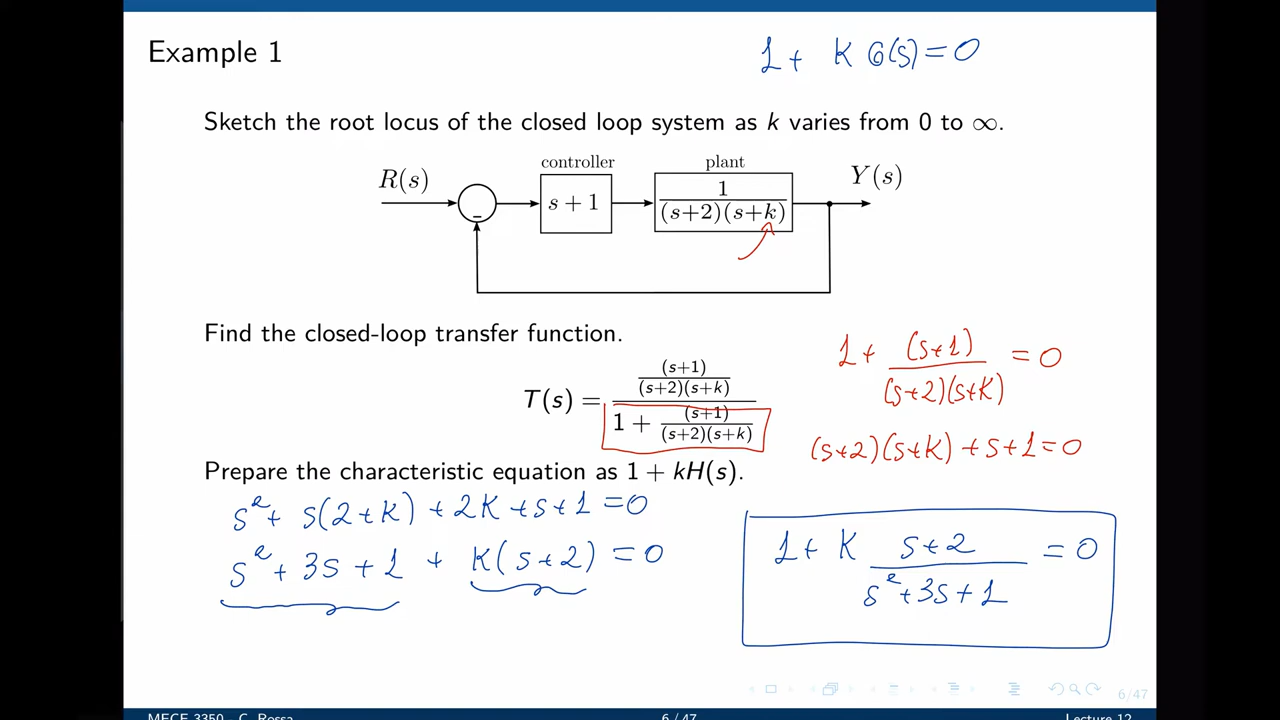 Example 1
1 + K G(s) = 0
Sketch the root locus of the closed loop system as k varies from 0 to ∞.
controller
plant
R(s)
-
s + 1
1
(s+2)(s+k)
Y(s)
Find the closed-loop transfer function.
T(s) = ((s+1)/((s+2)(s+k))) / (1 + (s+1)/((s+2)(s+k)))
1 + (s+1)/((s+2)(s+K)) = 0
(s+2)(s+K) + s+1 = 0
Prepare the characteristic equation as 1 + kH(s).
s² + s(2+K) + 2K + s + 1 = 0
s² + 3s + 1 + K(s+2) = 0
1 + K (s+2)/(s²+3s+1) = 0
6/47
MECE 3350 C. Rossa
6 / 47
Lecture 12